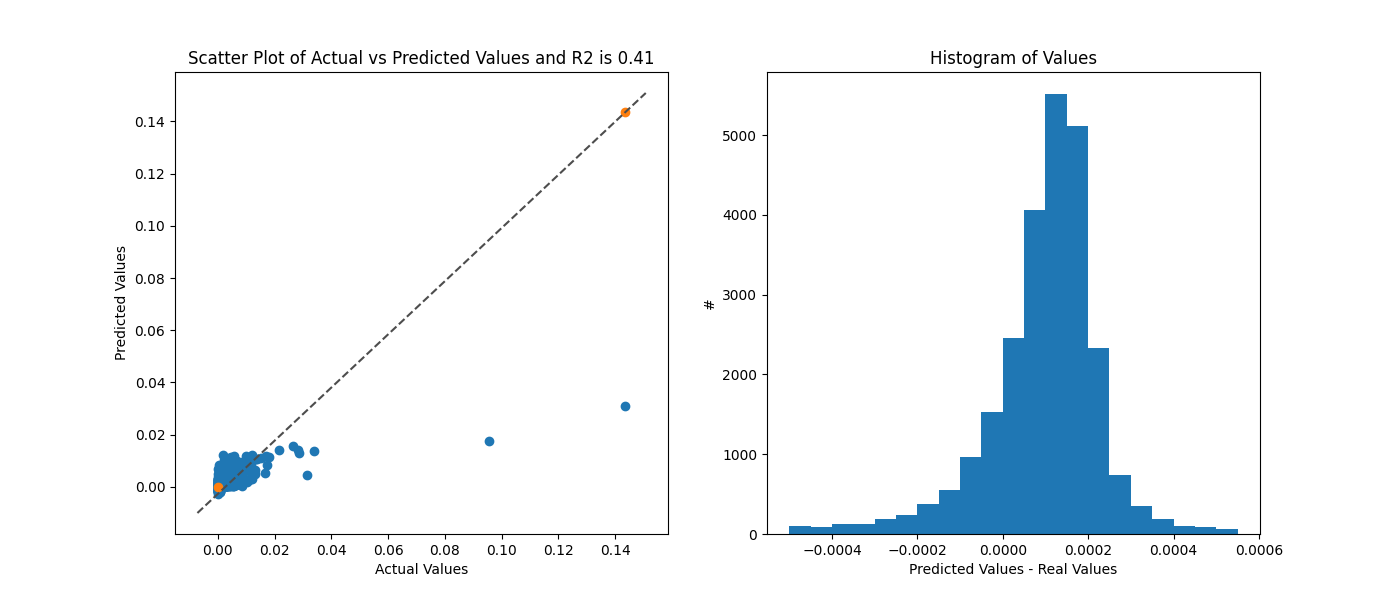 Scatter Plot of Actual vs Predicted Values and R2 is 0.41
Predicted Values
0.14
0.12
0.10
0.08
0.06
0.04
0.02
0.00
0.00 0.02 0.04 0.06 0.08 0.10 0.12 0.14
Actual Values
Histogram of Values
#
5000
4000
3000
2000
1000
0
−0.0004 −0.0002 0.0000 0.0002 0.0004 0.0006
Predicted Values - Real Values